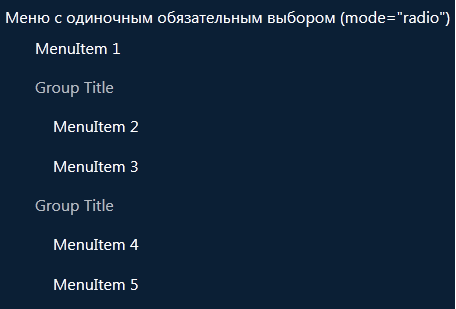 Меню с одиночным обязательным выбором (mode="radio")
MenuItem 1
Group Title
MenuItem 2
MenuItem 3
Group Title
MenuItem 4
MenuItem 5